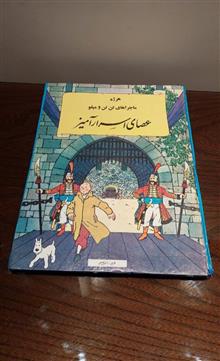 هرژه
ماجراهای تن تن و میلو
عصای اسرارآمیز